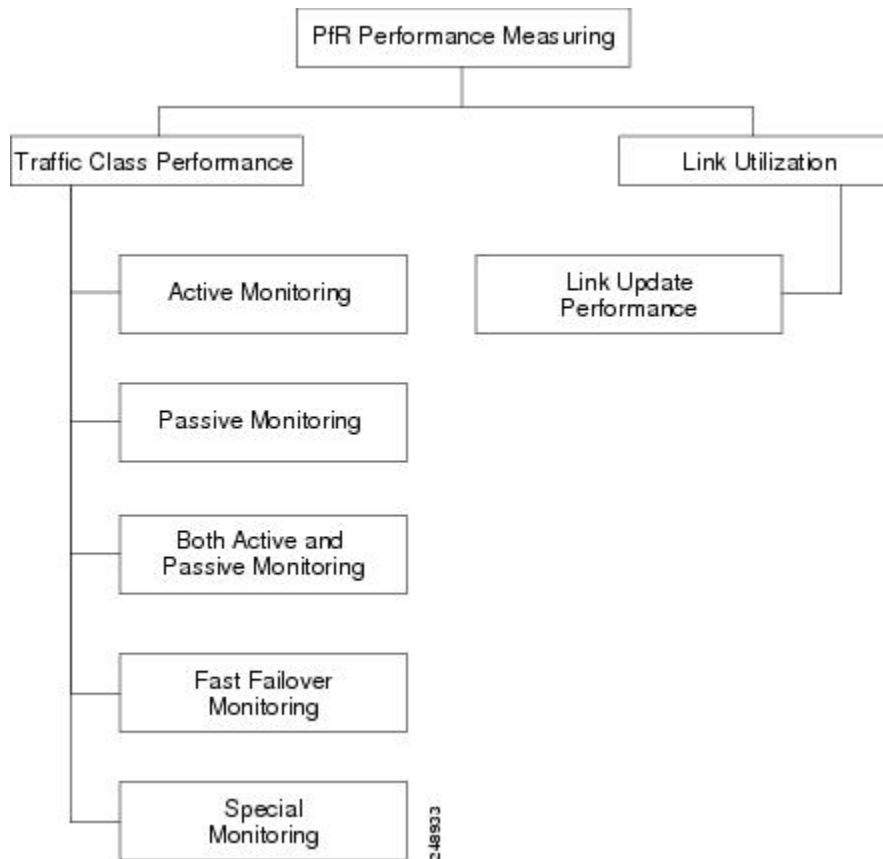 PfR Performance Measuring
Traffic Class Performance
Link Utilization
Active Monitoring
Link Update
Performance
Passive Monitoring
Both Active and
Passive Monitoring
Fast Failover
Monitoring
Special
Monitoring
248933